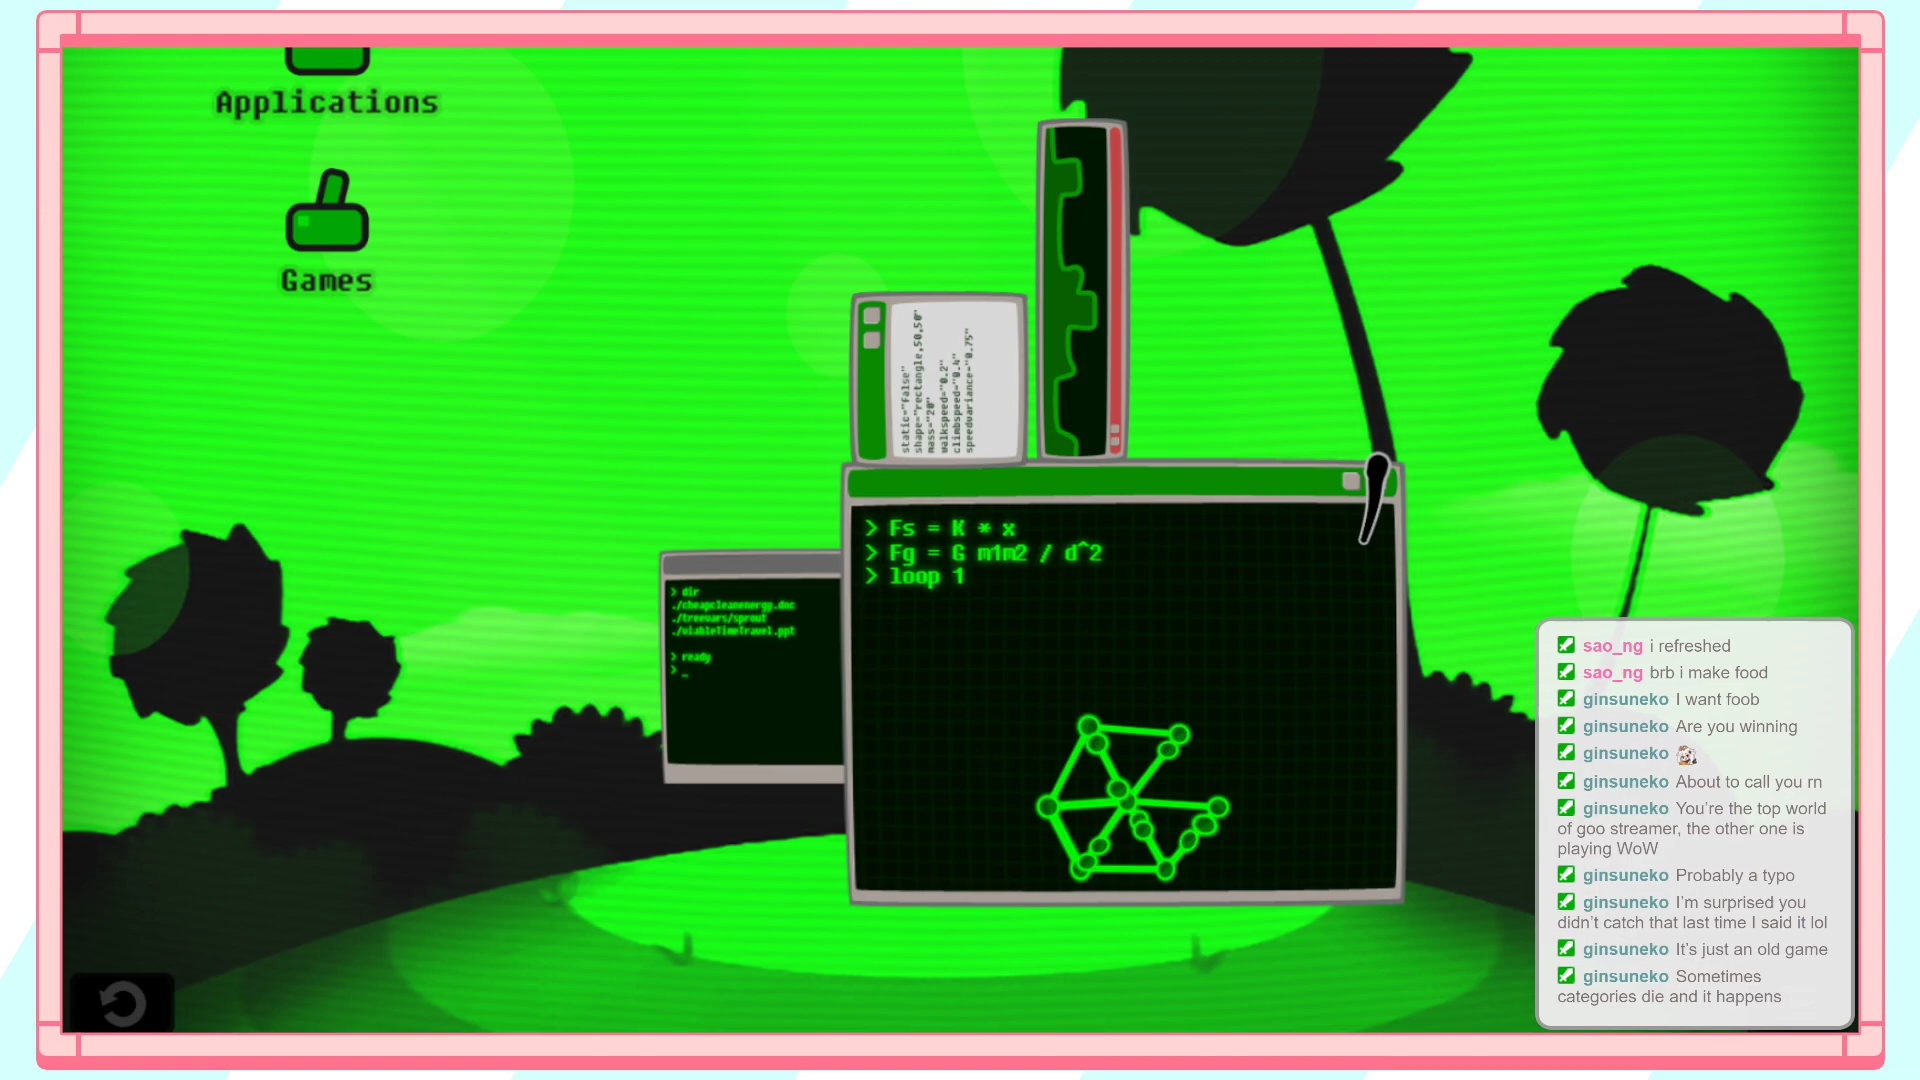 Applications
Games
static="false"
shape="rectangle,50,50"
mass="20"
walkspeed="0.2"
climbspeed="0.4"
speedvariance="0.75"
> Fs = K * x
> Fg = G m1m2 / d^2
> loop 1
> dir
./cheapcleanenergy.doc
./treevars/sprout
./viableTimeTravel.ppt
> ready
> _
sao_ng i refreshed
sao_ng brb i make food
ginsuneko I want foob
ginsuneko Are you winning
ginsuneko
ginsuneko About to call you rn
ginsuneko You’re the top world
of goo streamer, the other one is
playing WoW
ginsuneko Probably a typo
ginsuneko I’m surprised you
didn’t catch that last time I said it lol
ginsuneko It’s just an old game
ginsuneko Sometimes
categories die and it happens